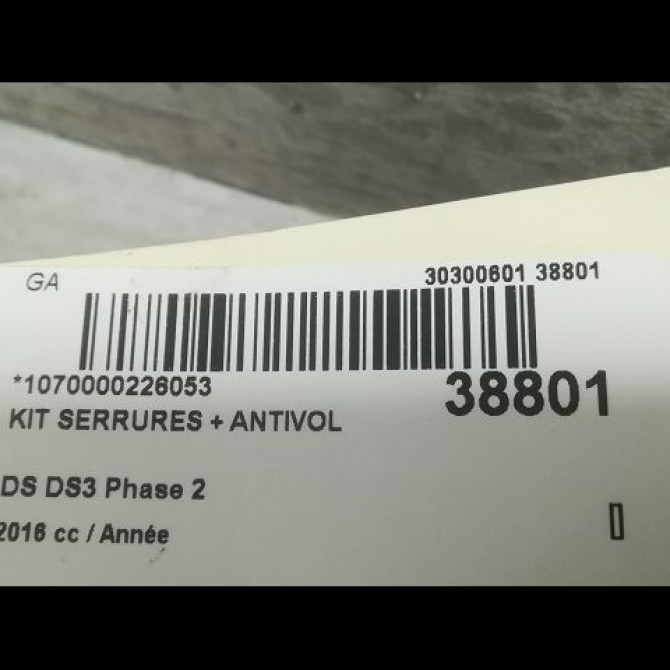 GA
30300601 38801
*1070000226053
38801
KIT SERRURES + ANTIVOL
DS DS3 Phase 2
2016 cc / Année